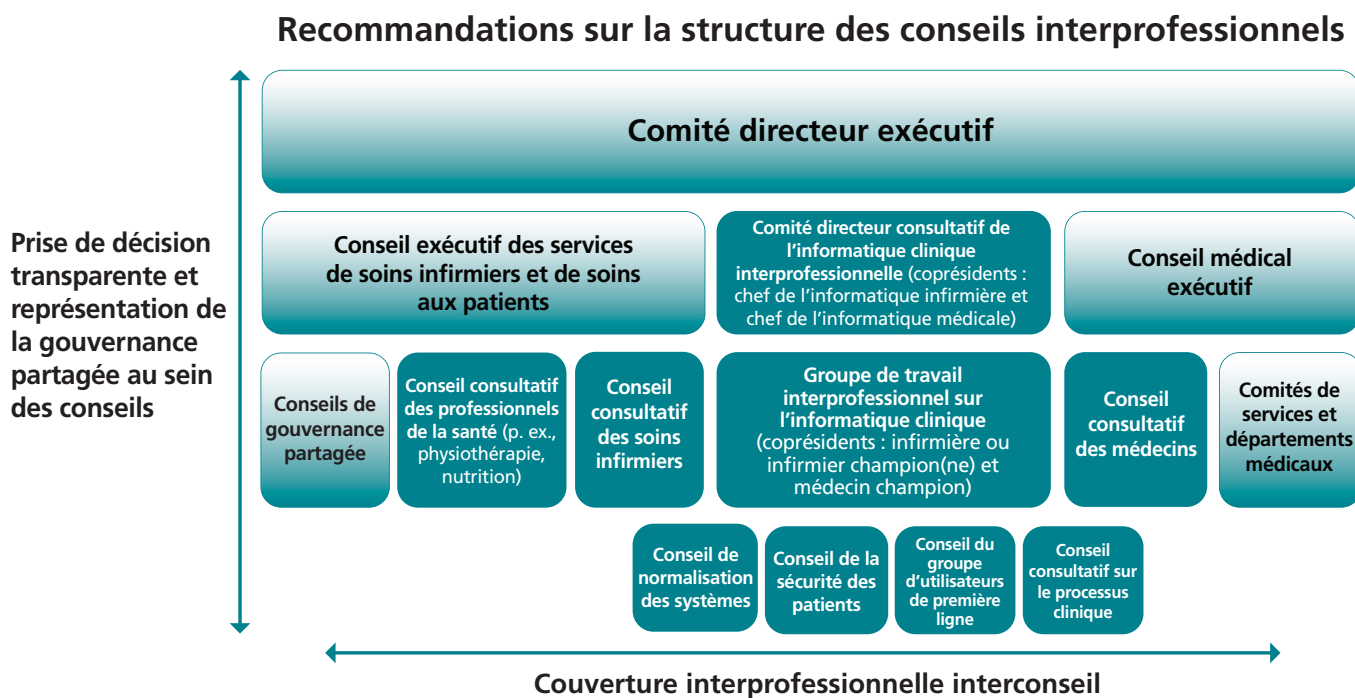 Recommandations sur la structure des conseils interprofessionnels
Comité directeur exécutif
Prise de décision
transparente et
représentation de
la gouvernance
partagée au sein
des conseils
Conseil exécutif des services
de soins infirmiers et de soins
aux patients
Comité directeur consultatif de
l’informatique clinique
interprofessionnelle (coprésidents :
chef de l’informatique infirmière et
chef de l’informatique médicale)
Conseil médical
exécutif
Conseils de
gouvernance
partagée
Conseil consultatif
des professionnels
de la santé (p. ex.,
physiothérapie,
nutrition)
Conseil
consultatif
des soins
infirmiers
Groupe de travail
interprofessionnel sur
l’informatique clinique
(coprésidents : infirmière ou
infirmier champion(ne) et
médecin champion)
Conseil
consultatif
des médecins
Comités de
services et
départements
médicaux
Conseil de
normalisation
des systèmes
Conseil de la
sécurité des
patients
Conseil du
groupe
d’utilisateurs
de première
ligne
Conseil
consultatif sur
le processus
clinique
Couverture interprofessionnelle interconseil